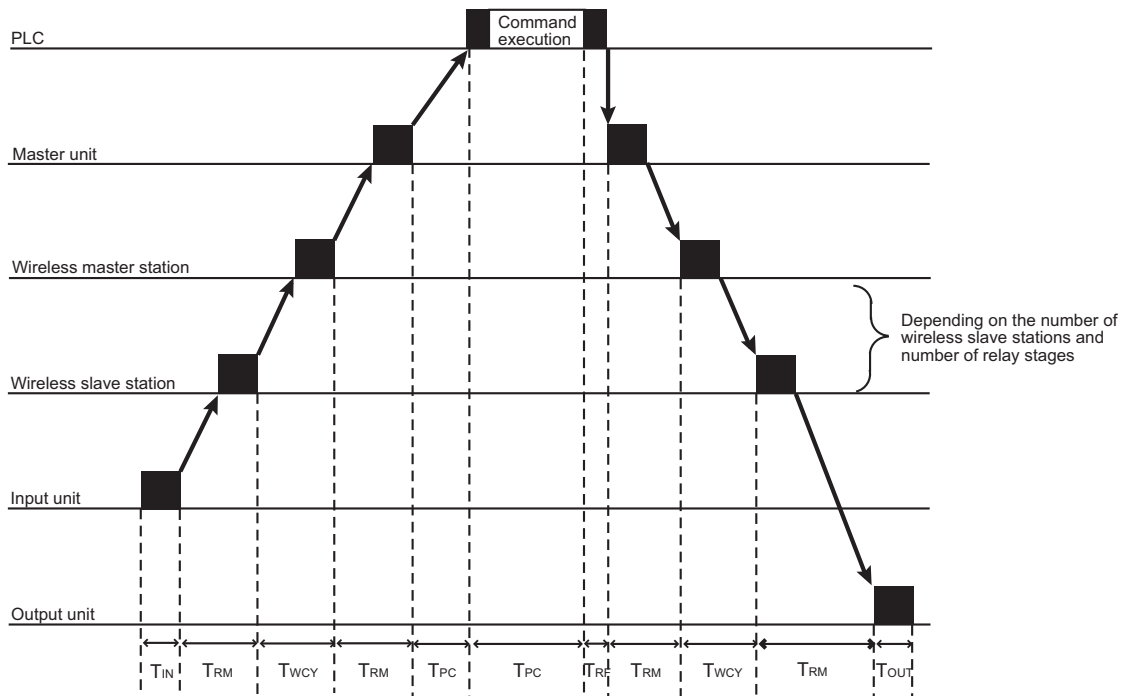 PLC
Command
execution
Master unit
Wireless master station
Depending on the number of
wireless slave stations and
number of relay stages
Wireless slave station
Input unit
Output unit
TIN TRM TWCY TRM TPC TPC TRF TRM TWCY TRM TOUT